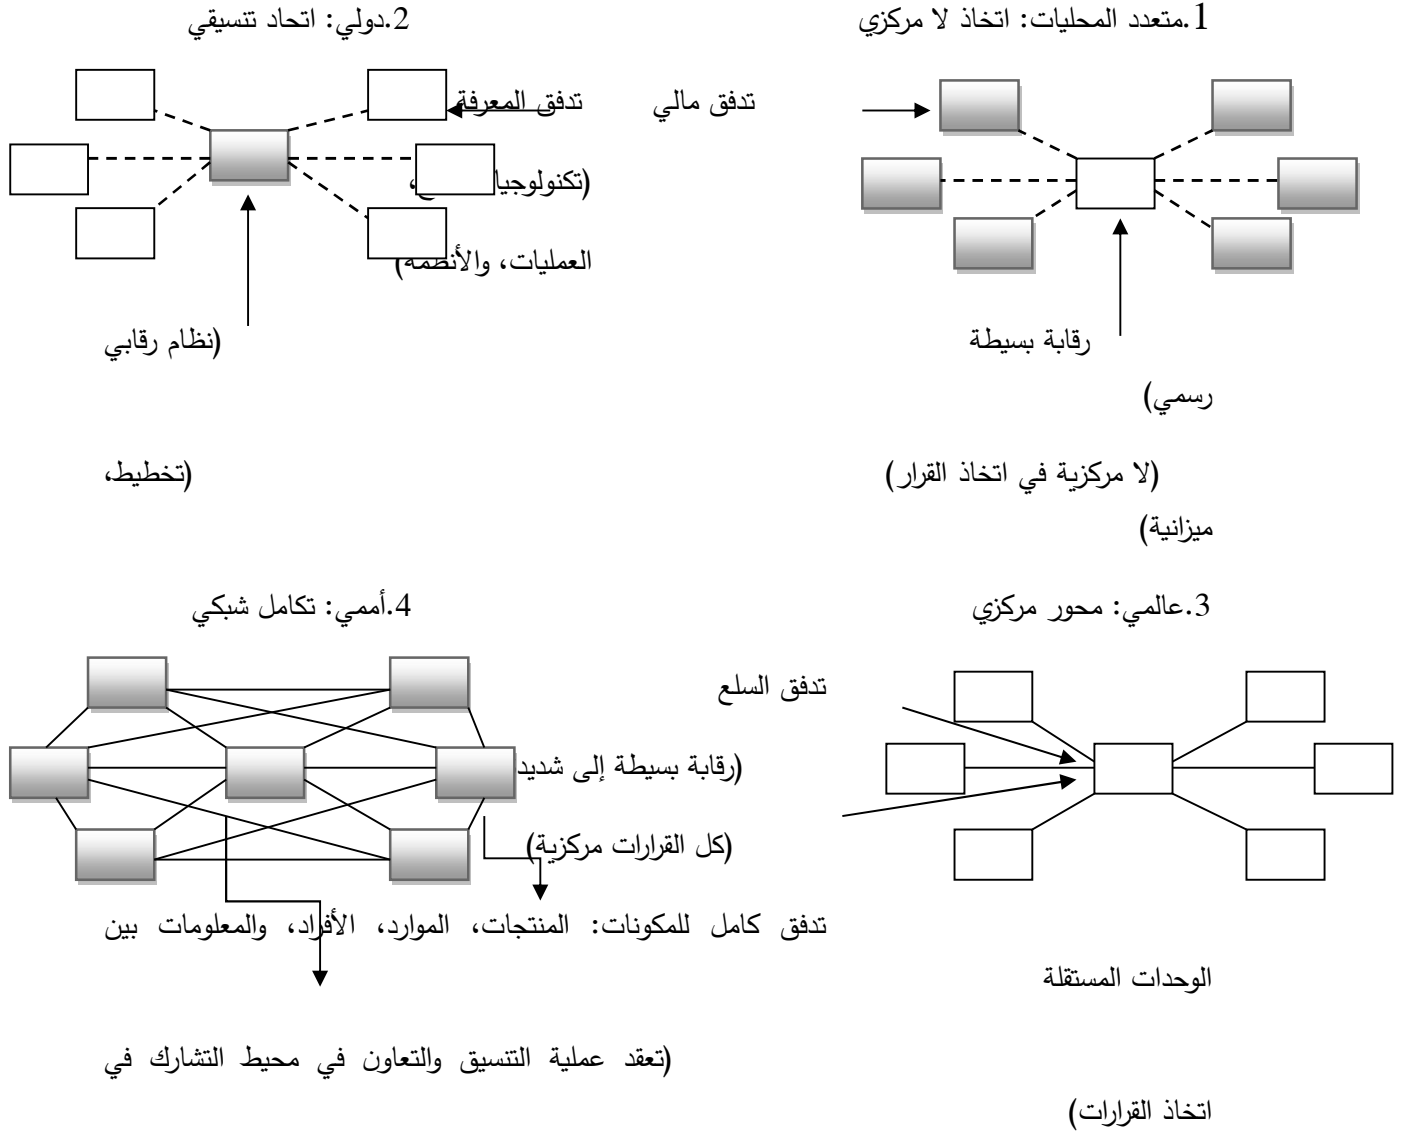 1.متعدد المحليات: اتخاذ لا مركزي
2.دولي: اتحاد تنسيقي
تدفق مالي
تدفق المعرفة
(تكنولوجيا
العمليات، والأنظمة)
رقابة بسيطة
(نظام رقابي
رسمي)
(لا مركزية في اتخاذ القرار)
(تخطيط،
ميزانية)
3.عالمي: محور مركزي
4.أممي: تكامل شبكي
تدفق السلع
(رقابة بسيطة إلى شديد
(كل القرارات مركزية)
تدفق كامل للمكونات: المنتجات، الموارد، الأفراد، والمعلومات بين
الوحدات المستقلة
(تعقد عملية التنسيق والتعاون في محيط التشارك في
اتخاذ القرارات)